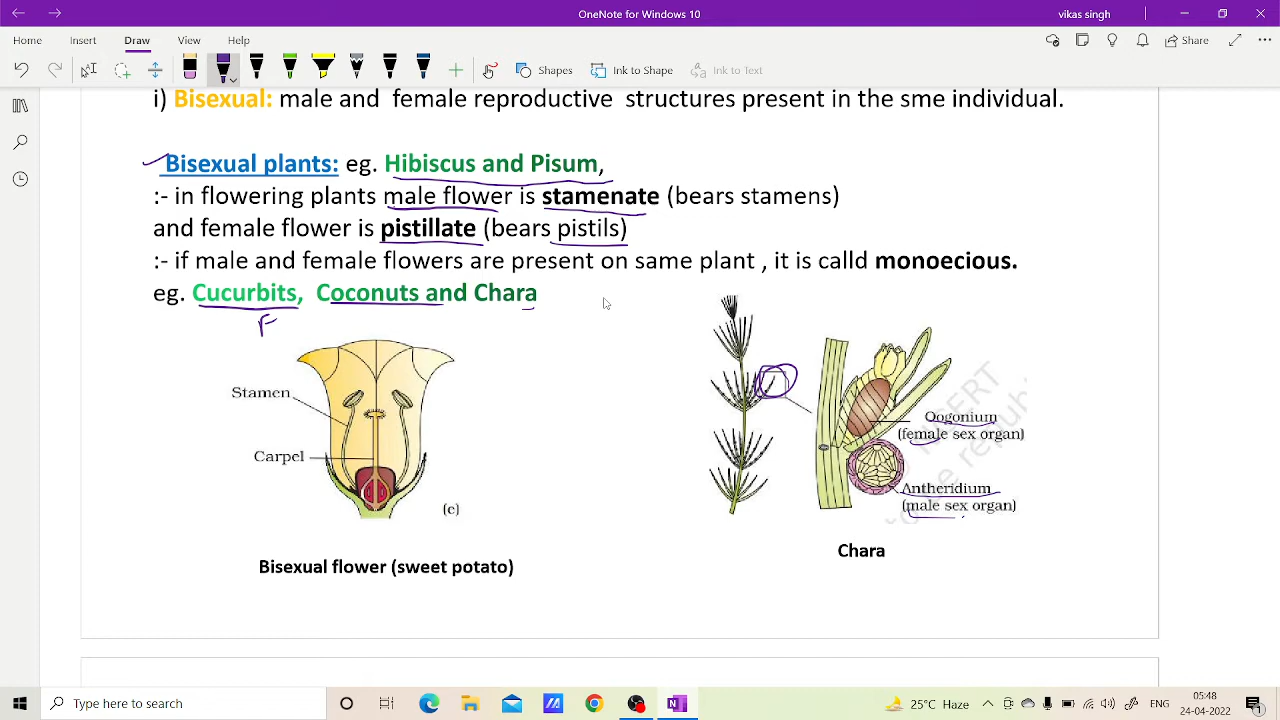 OneNote for Windows 10
vikas singh
Home Insert Draw View Help
Share
Shapes Ink to Shape Ink to Text
i) Bisexual: male and female reproductive structures present in the sme individual.
Bisexual plants: eg. Hibiscus and Pisum,
:- in flowering plants male flower is stamenate (bears stamens)
and female flower is pistillate (bears pistils)
:- if male and female flowers are present on same plant , it is calld monoecious.
eg. Cucurbits, Coconuts and Chara
F
Stamen
Carpel
(c)
Bisexual flower (sweet potato)
Oogonium
(female sex organ)
Antheridium
(male sex organ)
Chara
Type here to search
25°C Haze
ENG
05:48
24-04-2022